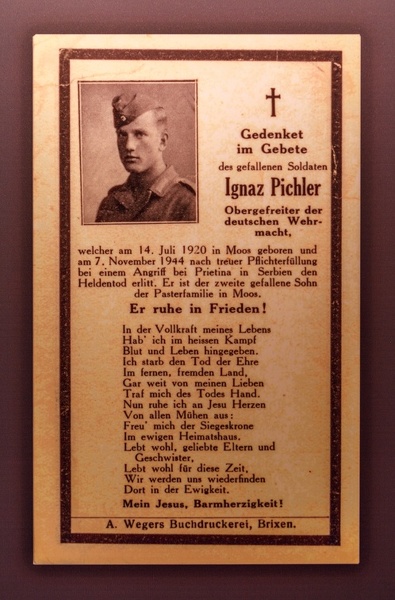 Gedenket
im Gebete
des gefallenen Soldaten
Ignaz Pichler
Obergefreiter der
deutschen Wehr-
macht,
welcher am 14. Juli 1920 in Moos geboren und
am 7. November 1944 nach treuer Pflichterfüllung
bei einem Angriff bei Prietina in Serbien den
Heldentod erlitt. Er ist der zweite gefallene Sohn
der Pasterfamilie in Moos.
Er ruhe in Frieden!
In der Vollkraft meines Lebens
Hab' ich im heissen Kampf
Blut und Leben hingegeben.
Ich starb den Tod der Ehre
Im fernen, fremden Land,
Gar weit von meinen Lieben
Traf mich des Todes Hand.
Nun ruhe ich an Jesu Herzen
Von allen Mühen aus:
Freu' mich der Siegeskrone
Im ewigen Heimatshaus.
Lebt wohl, geliebte Eltern und
Geschwister,
Lebt wohl für diese Zeit,
Wir werden uns wiederfinden
Dort in der Ewigkeit.
Mein Jesus, Barmherzigkeit!
A. Wegers Buchdruckerei, Brixen.